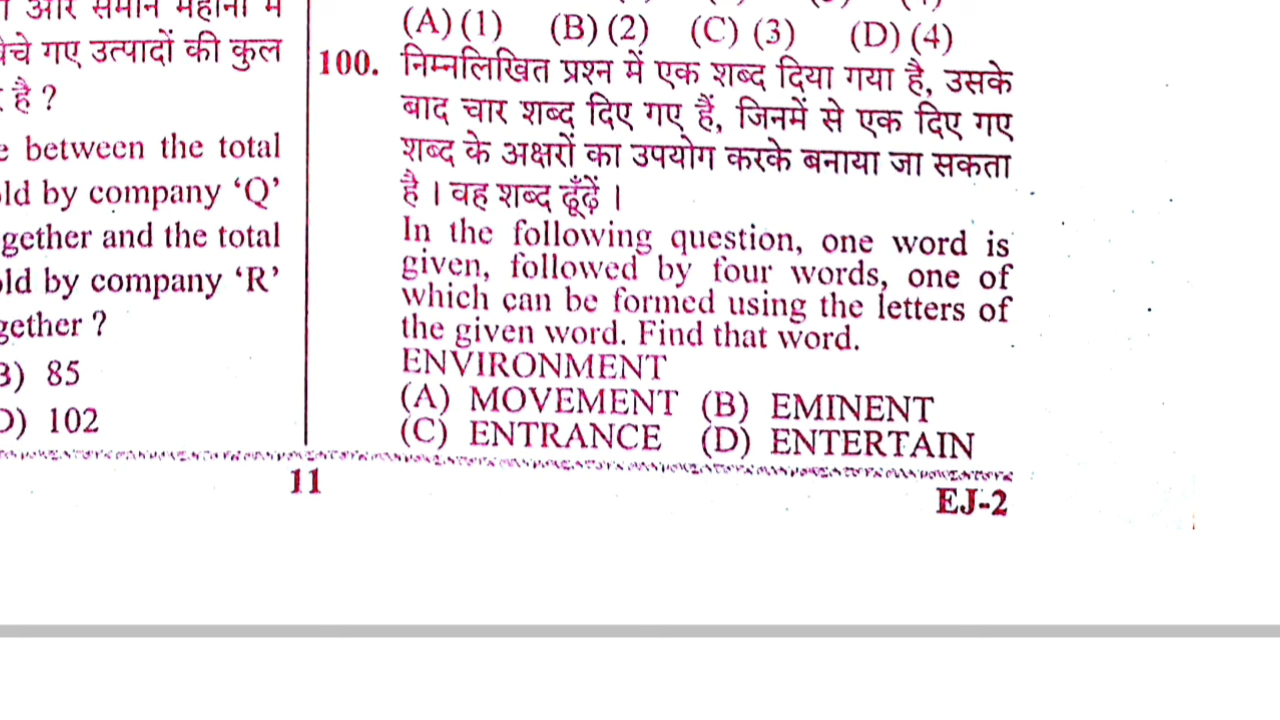 और समान महीनों में
गए उत्पादों की कुल
है ?
between the total
by company ‘Q’
gether and the total
by company ‘R’
gether ?
85
102
(A) (1) (B) (2) (C) (3) (D) (4)
100. निम्नलिखित प्रश्न में एक शब्द दिया गया है, उसके
बाद चार शब्द दिए गए हैं, जिनमें से एक दिए गए
शब्द के अक्षरों का उपयोग करके बनाया जा सकता
है । वह शब्द ढूँढ़ें ।
In the following question, one word is
given, followed by four words, one of
which can be formed using the letters of
the given word. Find that word.
ENVIRONMENT
(A) MOVEMENT (B) EMINENT
(C) ENTRANCE (D) ENTERTAIN
11
EJ-2